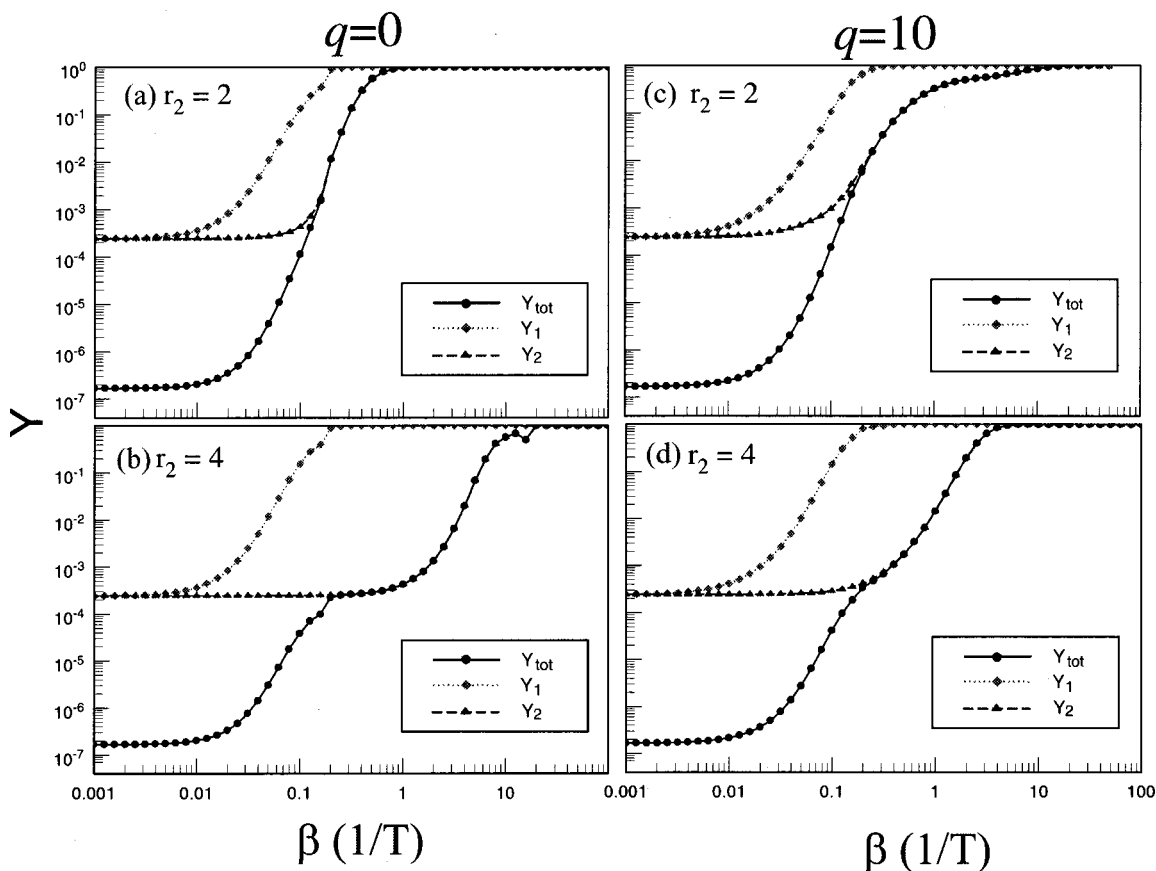 q=0
q=10
(a) r2 = 2
10^0
10^-1
10^-2
10^-3
10^-4
10^-5
10^-6
10^-7
Ytot
Y1
Y2
(c) r2 = 2
Ytot
Y1
Y2
Y
(b) r2 = 4
10^-1
10^-2
10^-3
10^-4
10^-5
10^-6
10^-7
Ytot
Y1
Y2
(d) r2 = 4
Ytot
Y1
Y2
0.001 0.01 0.1 1 10
0.001 0.01 0.1 1 10 100
β (1/T)
β (1/T)